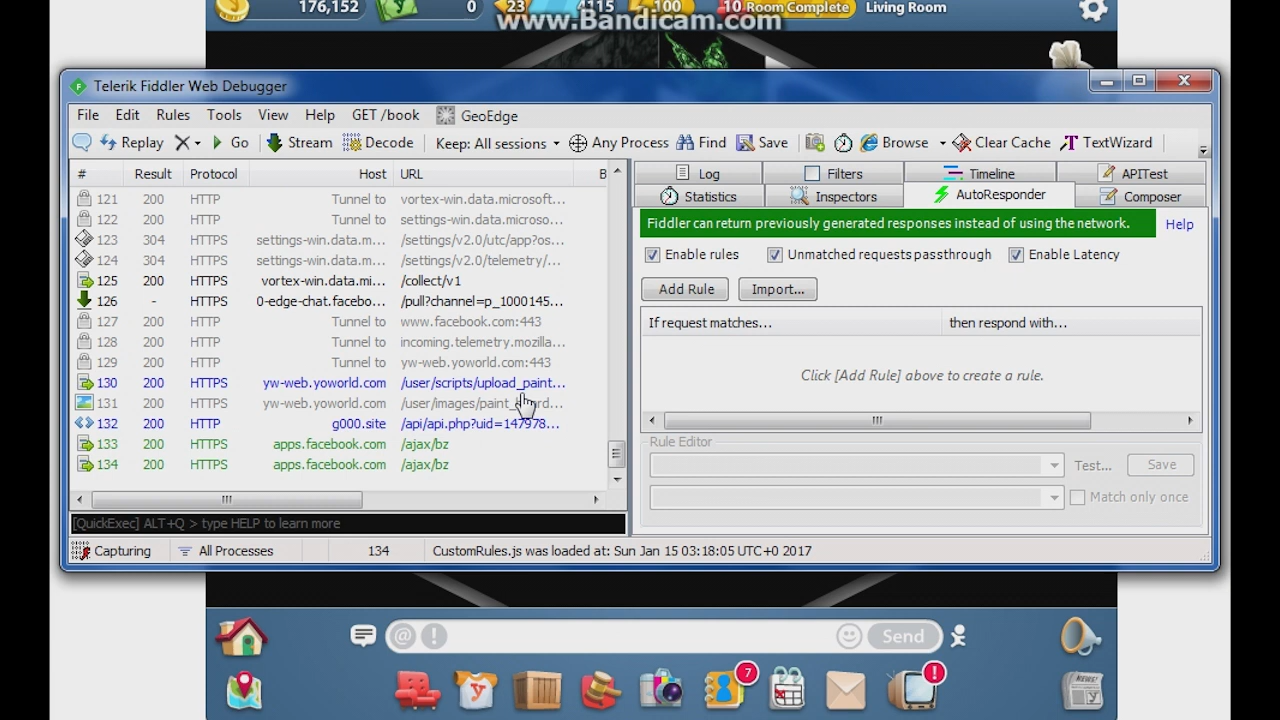 176,152 0 23 4115 100 10 Room Complete Living Room
www.Bandicam.com
Telerik Fiddler Web Debugger
File Edit Rules Tools View Help GET /book GeoEdge
Replay Go Stream Decode Keep: All sessions Any Process Find Save Browse Clear Cache TextWizard
# Result Protocol Host URL B
121 200 HTTP Tunnel to vortex-win.data.microsoft...
122 200 HTTP Tunnel to settings-win.data.microso...
123 304 HTTPS settings-win.data.m... /settings/v2.0/utc/app?os...
124 304 HTTPS settings-win.data.m... /settings/v2.0/telemetry/...
125 200 HTTPS vortex-win.data.mi... /collect/v1
126 - HTTPS 0-edge-chat.facebo... /pull?channel=p_1000145...
127 200 HTTP Tunnel to www.facebook.com:443
128 200 HTTP Tunnel to incoming.telemetry.mozilla...
129 200 HTTP Tunnel to yw-web.yoworld.com:443
130 200 HTTPS yw-web.yoworld.com /user/scripts/upload_paint...
131 200 HTTPS yw-web.yoworld.com /user/images/paint_
132 200 HTTP g000.site /api/api.php?uid=147978...
133 200 HTTPS apps.facebook.com /ajax/bz
134 200 HTTPS apps.facebook.com /ajax/bz
[QuickExec] ALT+Q > type HELP to learn more
Capturing All Processes 134 CustomRules.js was loaded at: Sun Jan 15 03:18:05 UTC+0 2017
Log Filters Timeline APITest
Statistics Inspectors AutoResponder Composer
Fiddler can return previously generated responses instead of using the network. Help
Enable rules Unmatched requests passthrough Enable Latency
Add Rule Import...
If request matches... then respond with...
Click [Add Rule] above to create a rule.
Rule Editor
Test... Save
Match only once
@ ! Send
7 !
NEWS!